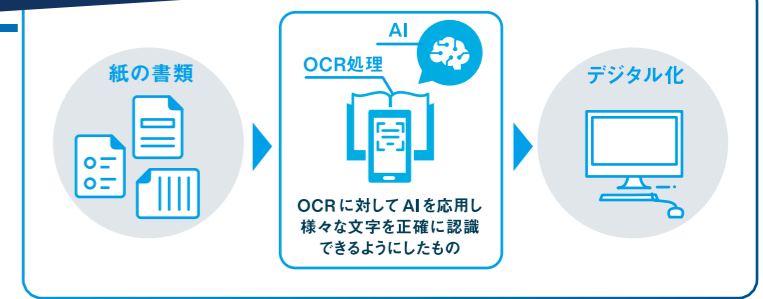 紙の書類
AI
OCR処理
OCRに対してAIを応用し
様々な文字を正確に認識
できるようにしたもの
デジタル化